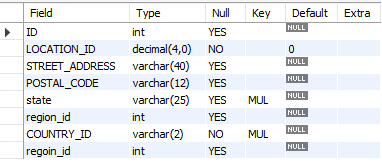 Field Type Null Key Default Extra
ID int YES NULL
LOCATION_ID decimal(4,0) NO 0
STREET_ADDRESS varchar(40) YES NULL
POSTAL_CODE varchar(12) YES NULL
state varchar(25) YES MUL NULL
region_id int YES NULL
COUNTRY_ID varchar(2) NO MUL NULL
regoin_id int YES NULL